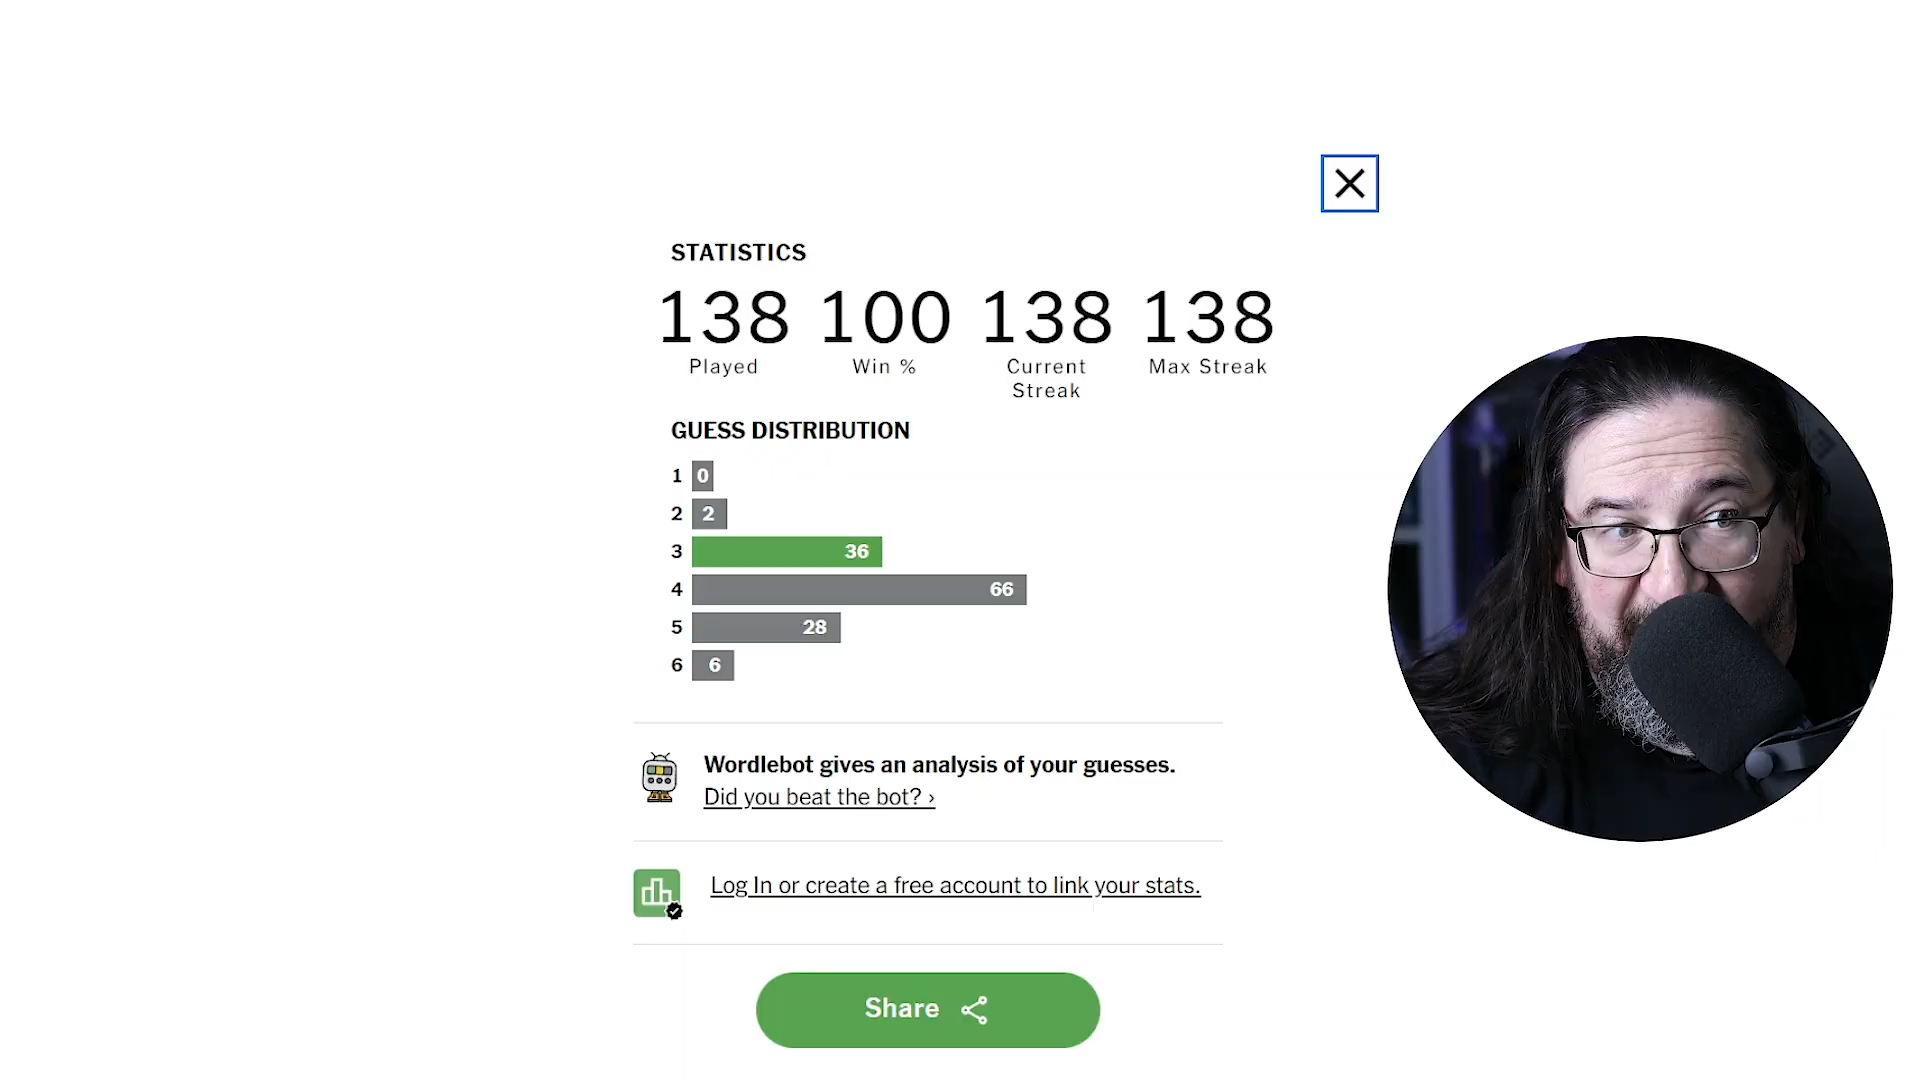 STATISTICS
138 100 138 138
Played Win % Current Streak Max Streak
GUESS DISTRIBUTION
1 0
2 2
3 36
4 66
5 28
6 6
Wordlebot gives an analysis of your guesses.
Did you beat the bot? ›
Log In or create a free account to link your stats.
Share